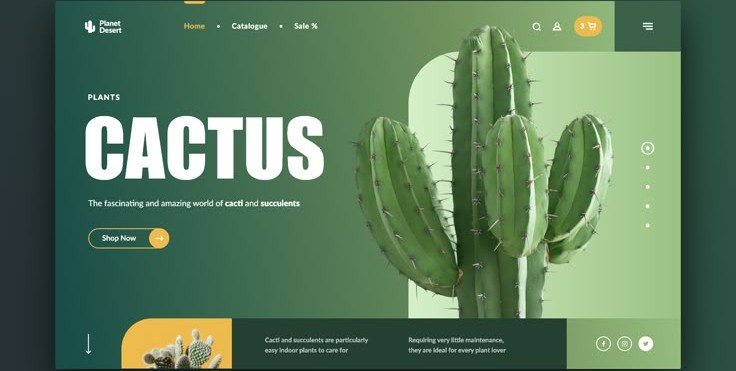 Planet
Desert
Home
Catalogue
Sale %
3
PLANTS
CACTUS
The fascinating and amazing world of cacti and succulents
Shop Now
Cacti and succulents are particularly
easy indoor plants to care for
Requiring very little maintenance,
they are ideal for every plant lover